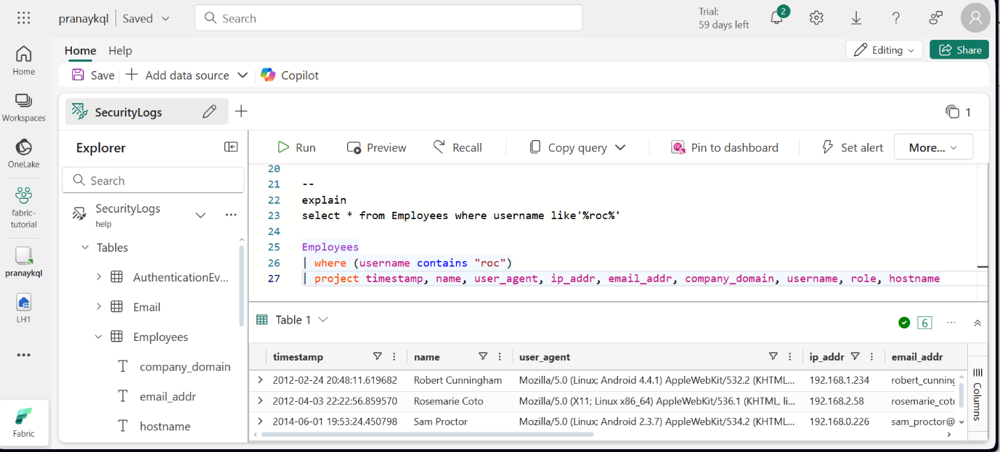 pranaykql Saved
Search
Trial:
59 days left
2
Home Help
Editing
Share
Save Add data source Copilot
Home
Workspaces
OneLake
fabric-
tutorial
pranaykql
LH1
Fabric
SecurityLogs
1
Explorer
Search
SecurityLogs
help
Tables
AuthenticationEv...
Email
Employees
company_domain
email_addr
hostname
Run Preview Recall Copy query Pin to dashboard Set alert More...
20
21 --
22 explain
23 select * from Employees where username like'%roc%'
24
25 Employees
26 | where (username contains "roc")
27 | project timestamp, name, user_agent, ip_addr, email_addr, company_domain, username, role, hostname
Table 1
6
timestamp name user_agent ip_addr email_addr
2012-02-24 20:48:11.619682 Robert Cunningham Mozilla/5.0 (Linux; Android 4.4.1) AppleWebKit/532.2 (KHTML... 192.168.1.234 robert_cunning
2012-04-03 22:22:56.859570 Rosemarie Coto Mozilla/5.0 (X11; Linux x86_64) AppleWebKit/536.1 (KHTML, li... 192.168.2.58 rosemarie_coto
2014-06-01 19:53:24.450798 Sam Proctor Mozilla/5.0 (Linux; Android 2.3.7) AppleWebKit/534.2 (KHTML... 192.168.0.226 sam_proctor@
Columns